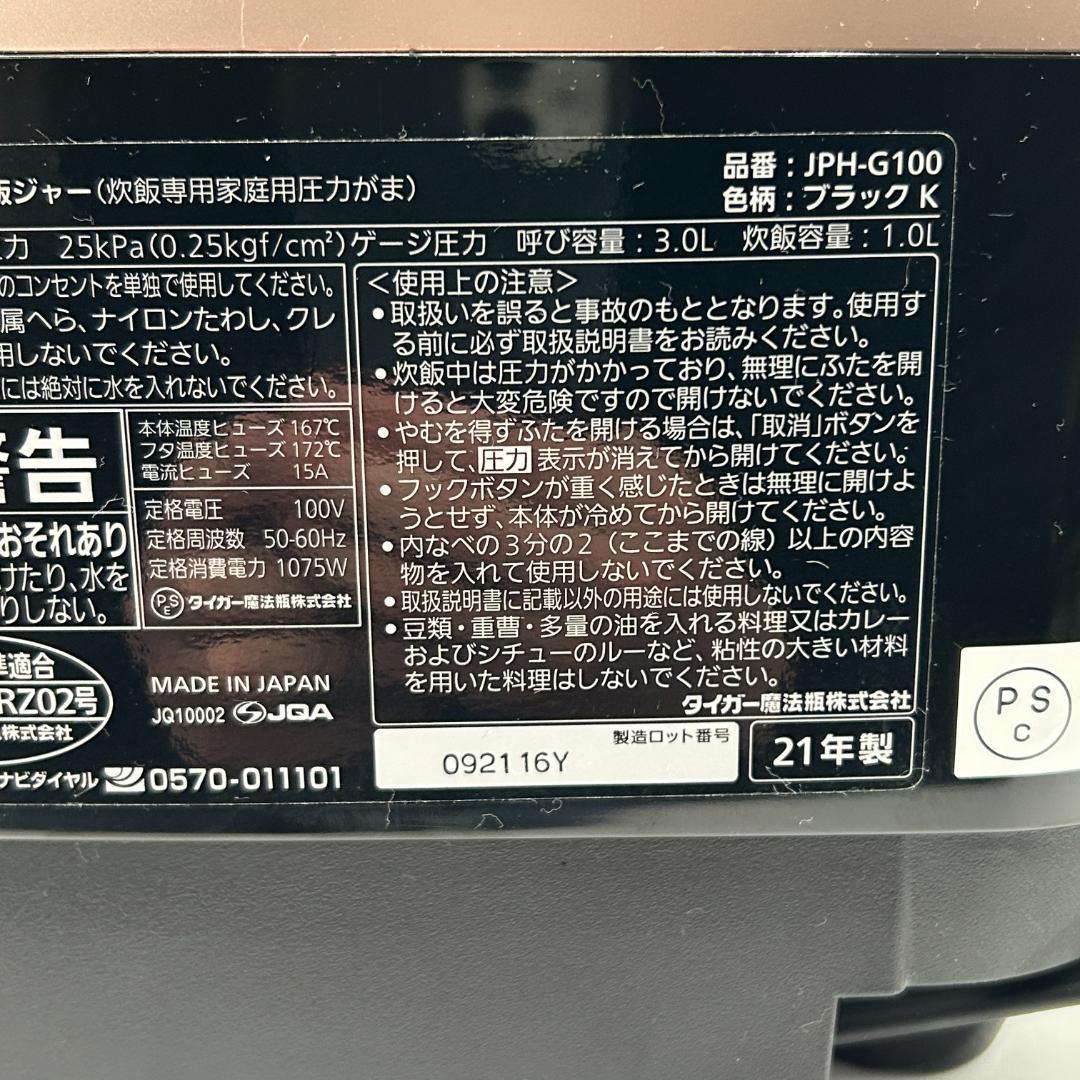 品番：JPH-G100
飯ジャー（炊飯専用家庭用圧力がま）
色柄：ブラック K
圧力 25kPa（0.25kgf/cm²）ゲージ圧力 呼び容量：3.0L 炊飯容量：1.0L
のコンセントを単独で使用してください。
属へら、ナイロンたわし、クレ
用しないでください。
には絶対に水を入れないでください。
警告
おそれあり
けたり、水を
りしない。
本体温度ヒューズ 167℃
フタ温度ヒューズ 172℃
電流ヒューズ 15A
定格電圧 100V
定格周波数 50-60Hz
定格消費電力 1075W
PSE タイガー魔法瓶株式会社
準適合
RZ02号
株式会社
MADE IN JAPAN
JQ10002 JQA
ナビダイヤル 0570-011101
＜使用上の注意＞
●取扱いを誤ると事故のもととなります。使用す
る前に必ず取扱説明書をお読みください。
●炊飯中は圧力がかかっており、無理にふたを開
けると大変危険ですので開けないでください。
●やむを得ずふたを開ける場合は、「取消」ボタンを
押して、圧力 表示が消えてから開けてください。
●フックボタンが重く感じたときは無理に開けよ
うとせず、本体が冷めてから開けてください。
●内なべの３分の２（ここまでの線）以上の内容
物を入れて使用しないでください。
●取扱説明書に記載以外の用途には使用しないでください。
●豆類・重曹・多量の油を入れる料理又はカレー
およびシチューのルーなど、粘性の大きい材料
を用いた料理はしないでください。
タイガー魔法瓶株式会社
製造ロット番号
092116Y
21年製
PS
C